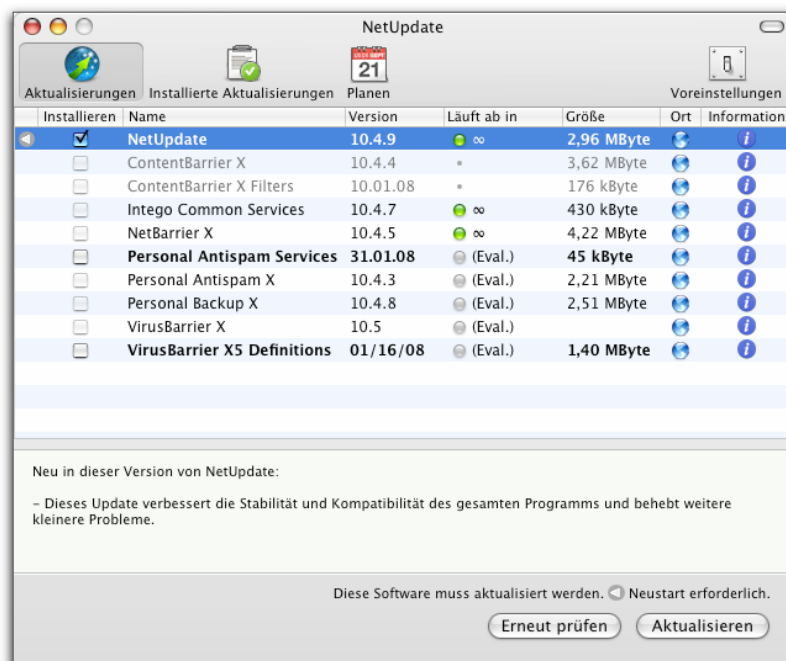 NetUpdate
Aktualisierungen Installierte Aktualisierungen Planen Voreinstellungen
Installieren Name Version Läuft ab in Größe Ort Information
NetUpdate 10.4.9 ∞ 2,96 MByte
ContentBarrier X 10.4.4 3,62 MByte
ContentBarrier X Filters 10.01.08 176 kByte
Intego Common Services 10.4.7 ∞ 430 kByte
NetBarrier X 10.4.5 ∞ 4,22 MByte
Personal Antispam Services 31.01.08 (Eval.) 45 kByte
Personal Antispam X 10.4.3 (Eval.) 2,21 MByte
Personal Backup X 10.4.8 (Eval.) 2,51 MByte
VirusBarrier X 10.5 (Eval.)
VirusBarrier X5 Definitions 01/16/08 (Eval.) 1,40 MByte
Neu in dieser Version von NetUpdate:
– Dieses Update verbessert die Stabilität und Kompatibilität des gesamten Programms und behebt weitere
kleinere Probleme.
Diese Software muss aktualisiert werden. Neustart erforderlich.
Erneut prüfen Aktualisieren